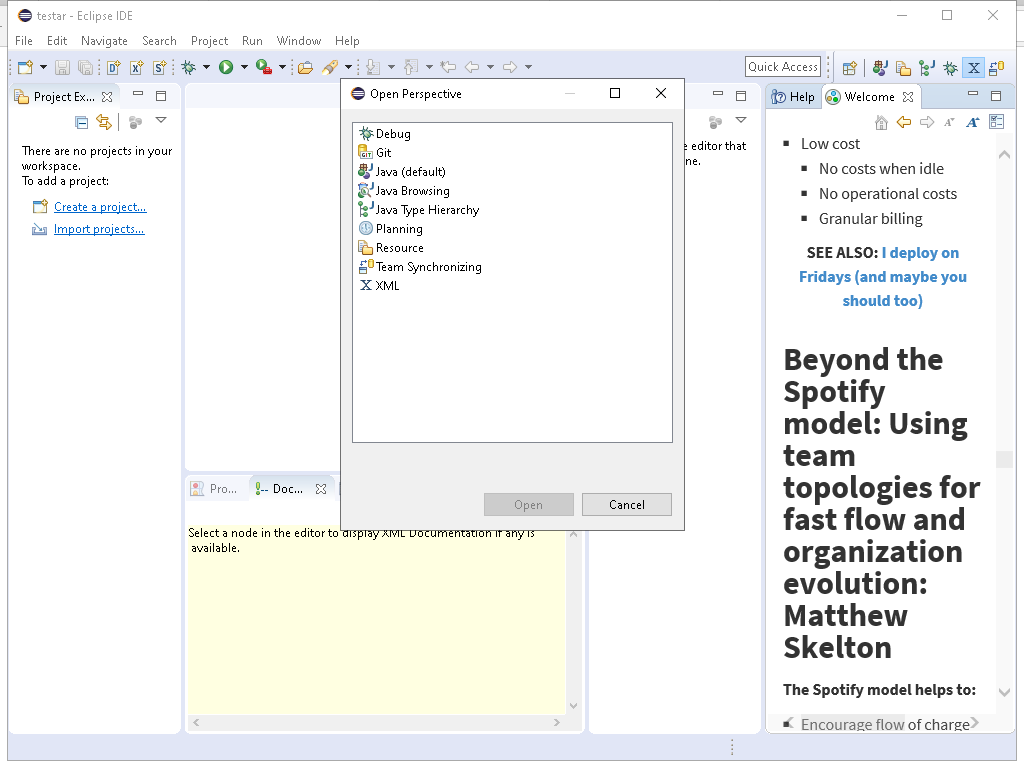 testar - Eclipse IDE
File Edit Navigate Search Project Run Window Help
Quick Access
Project Ex...
There are no projects in your
workspace.
To add a project:
Create a project...
Import projects...
Open Perspective
Debug
Git
Java (default)
Java Browsing
Java Type Hierarchy
Planning
Resource
Team Synchronizing
XML
Open Cancel
e editor that
ne.
Pro... Doc...
Select a node in the editor to display XML Documentation if any is
available.
Help Welcome
Low cost
No costs when idle
No operational costs
Granular billing
SEE ALSO: I deploy on
Fridays (and maybe you
should too)
Beyond the
Spotify
model: Using
team
topologies for
fast flow and
organization
evolution:
Matthew
Skelton
The Spotify model helps to:
Encourage flow of charge